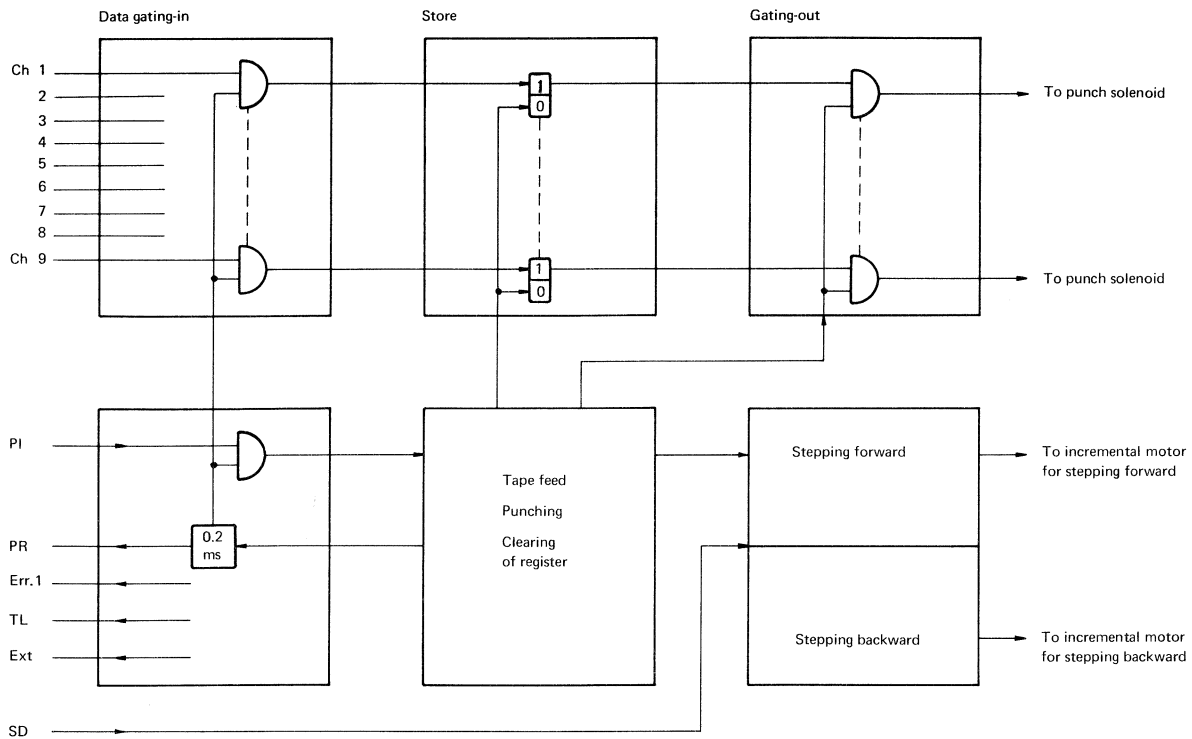 Data gating-in
Store
Gating-out
Ch 1
2
3
4
5
6
7
8
Ch 9
1
0
1
0
To punch solenoid
To punch solenoid
PI
PR
Err.1
TL
Ext
SD
0.2
ms
Tape feed
Punching
Clearing
of register
Stepping forward
Stepping backward
To incremental motor
for stepping forward
To incremental motor
for stepping backward